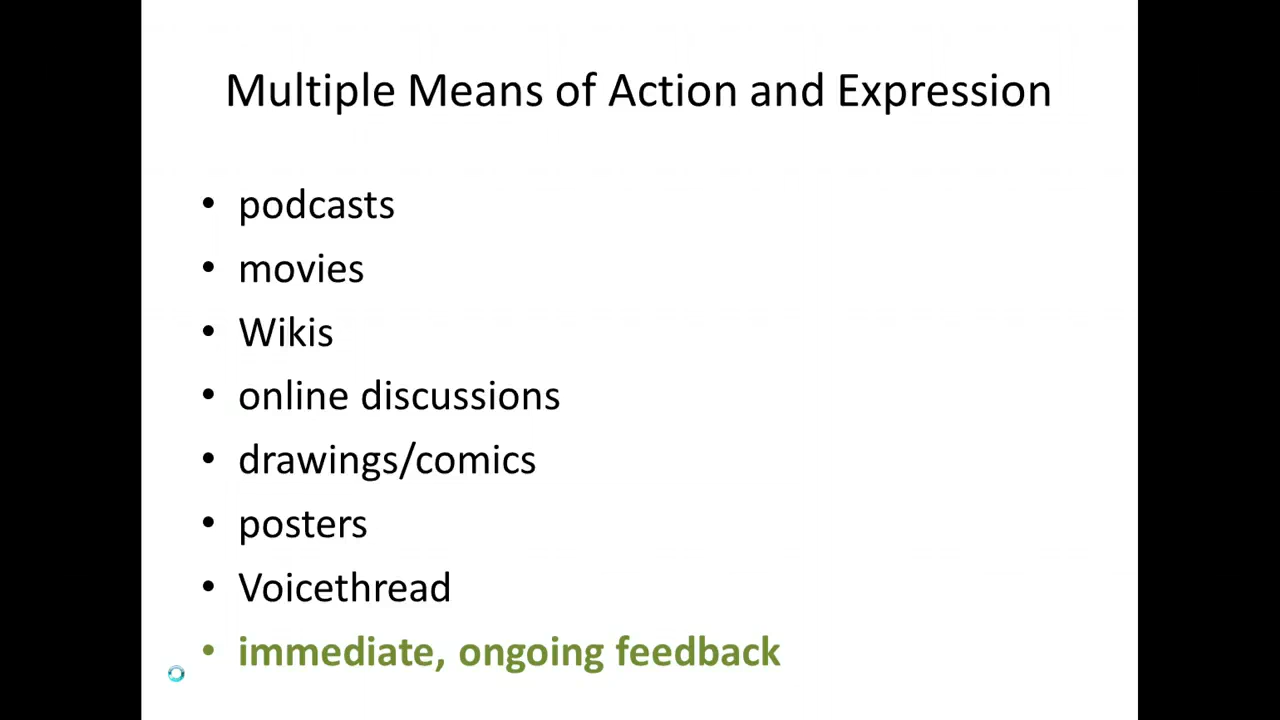 Multiple Means of Action and Expression
• podcasts
• movies
• Wikis
• online discussions
• drawings/comics
• posters
• Voicethread
• immediate, ongoing feedback